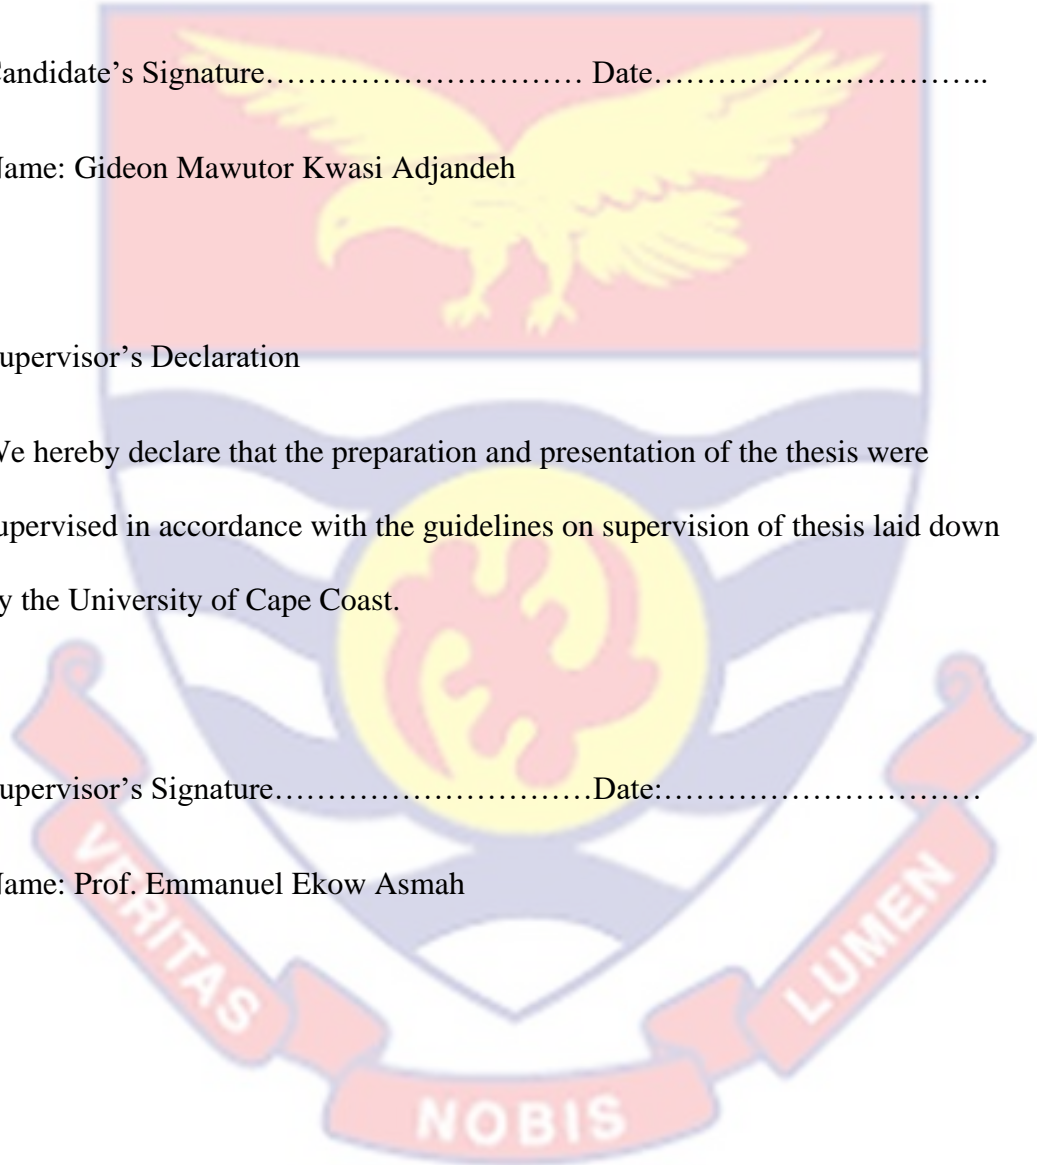 andidate's Signature………………………… Date…………………………..
ame: Gideon Mawutor Kwasi Adjandeh
upervisor's Declaration
We hereby declare that the preparation and presentation of the thesis were
upervised in accordance with the guidelines on supervision of thesis laid down
y the University of Cape Coast.
upervisor's Signature…………………………Date:…………………………
Name: Prof. Emmanuel Ekow Asmah
VERITAS
NOBIS
LUMEN